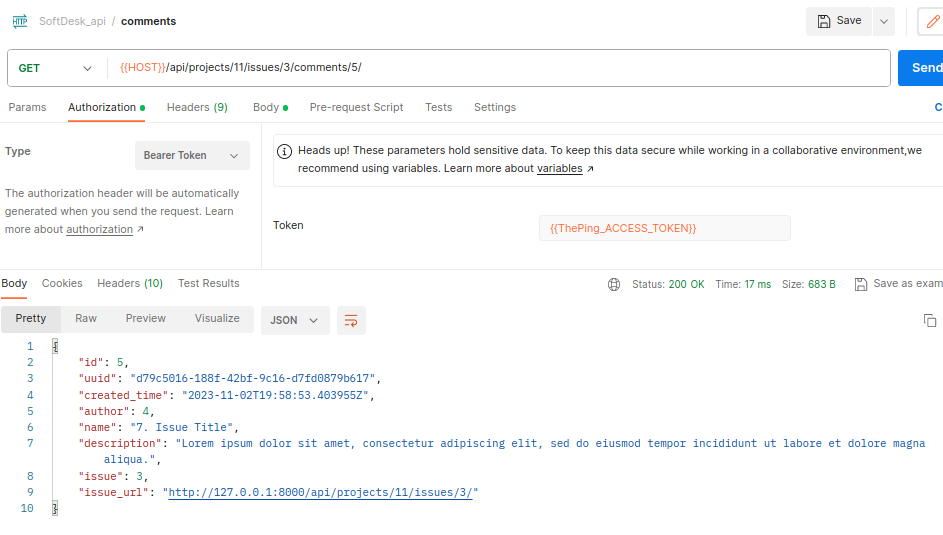 HTTP SoftDesk_api / comments Save
GET {{HOST}}/api/projects/11/issues/3/comments/5/ Send
Params Authorization Headers (9) Body Pre-request Script Tests Settings C
Type Bearer Token
The authorization header will be automatically
generated when you send the request. Learn
more about authorization ↗
Heads up! These parameters hold sensitive data. To keep this data secure while working in a collaborative environment,we
recommend using variables. Learn more about variables ↗
Token {{ThePing_ACCESS_TOKEN}}
Body Cookies Headers (10) Test Results Status: 200 OK Time: 17 ms Size: 683 B Save as exam
Pretty Raw Preview Visualize JSON
1 {
2 "id": 5,
3 "uuid": "d79c5016-188f-42bf-9c16-d7fd0879b617",
4 "created_time": "2023-11-02T19:58:53.403955Z",
5 "author": 4,
6 "name": "7. Issue Title",
7 "description": "Lorem ipsum dolor sit amet, consectetur adipiscing elit, sed do eiusmod tempor incididunt ut labore et dolore magna
aliqua.",
8 "issue": 3,
9 "issue_url": "http://127.0.0.1:8000/api/projects/11/issues/3/"
10 }